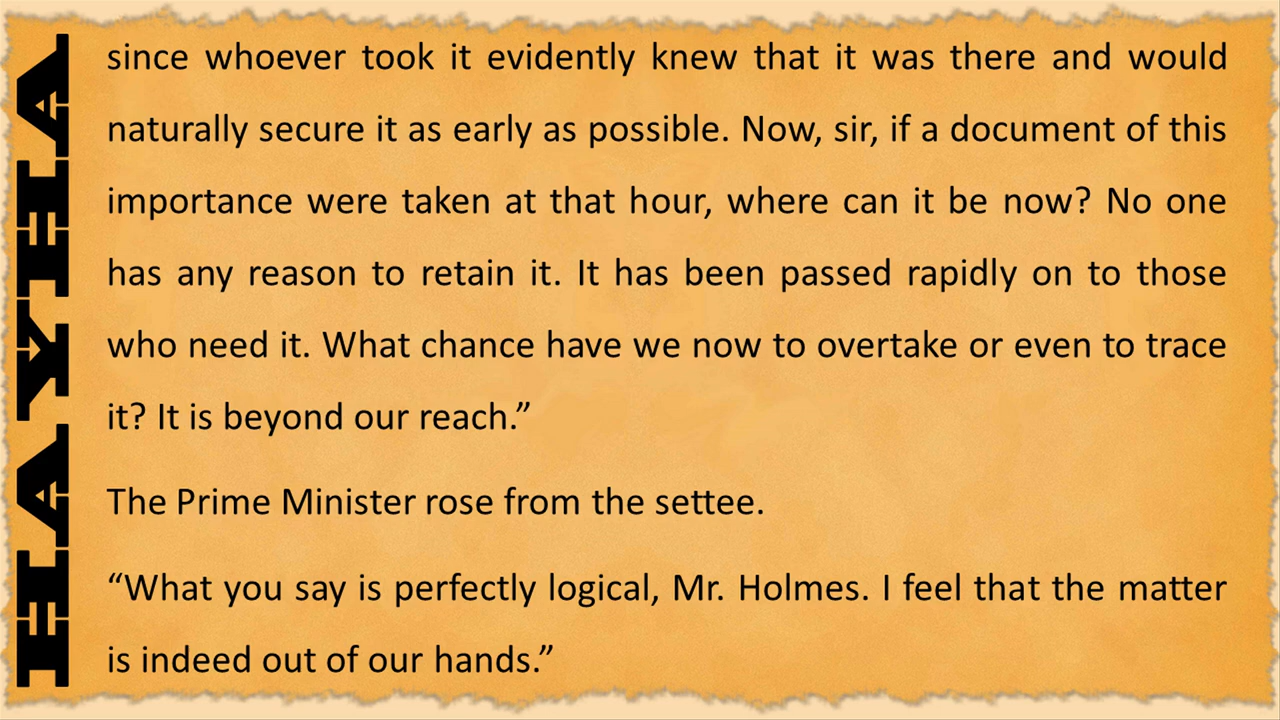 HAYHIA
since whoever took it evidently knew that it was there and would
naturally secure it as early as possible. Now, sir, if a document of this
importance were taken at that hour, where can it be now? No one
has any reason to retain it. It has been passed rapidly on to those
who need it. What chance have we now to overtake or even to trace
it? It is beyond our reach.”
The Prime Minister rose from the settee.
“What you say is perfectly logical, Mr. Holmes. I feel that the matter
is indeed out of our hands.”